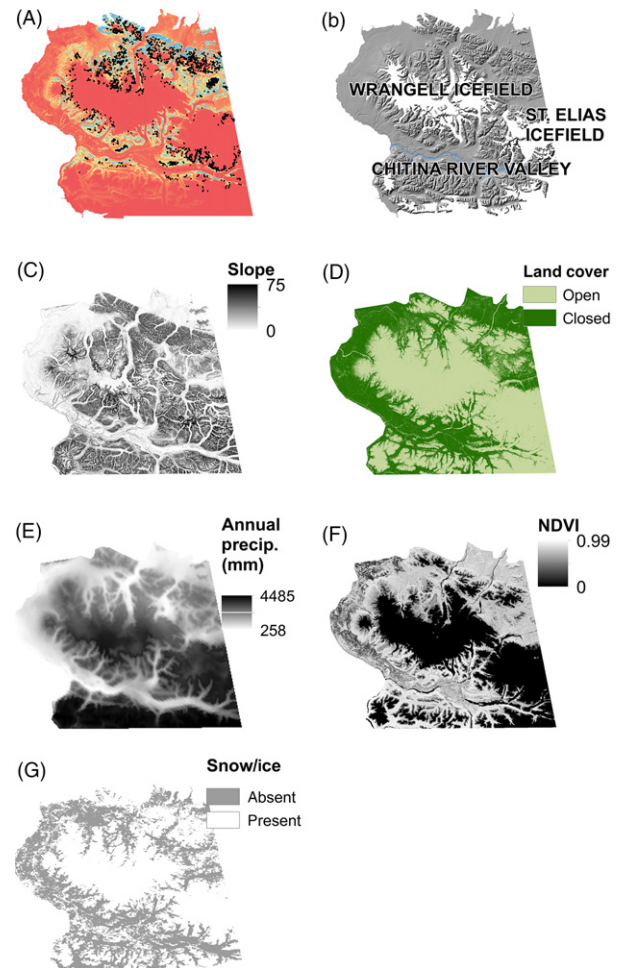 (A)
(b)
WRANGELL ICEFIELD
ST. ELIAS
ICEFIELD
CHITINA RIVER VALLEY
(C)
Slope
75
0
(D)
Land cover
Open
Closed
(E)
Annual
precip.
(mm)
4485
258
(F)
NDVI
0.99
0
(G)
Snow/ice
Absent
Present